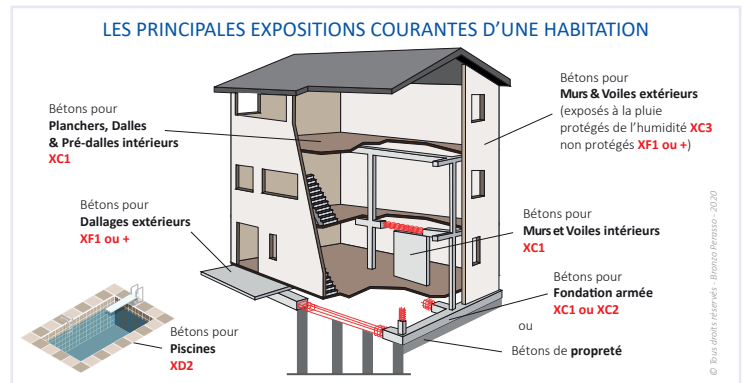 LES PRINCIPALES EXPOSITIONS COURANTES D'UNE HABITATION
Bétons pour
Planchers, Dalles
& Pré-dalles intérieurs
XC1
Bétons pour
Dallages extérieurs
XF1 ou +
Bétons pour
Piscines
XD2
Bétons pour
Murs & Voiles extérieurs
(exposés à la pluie
protégés de l'humidité XC3
non protégés XF1 ou +)
Bétons pour
Murs et Voiles intérieurs
XC1
Bétons pour
Fondation armée
XC1 ou XC2
ou
Bétons de propreté
© Tous droits réservés - Bronzo Perasso - 2020